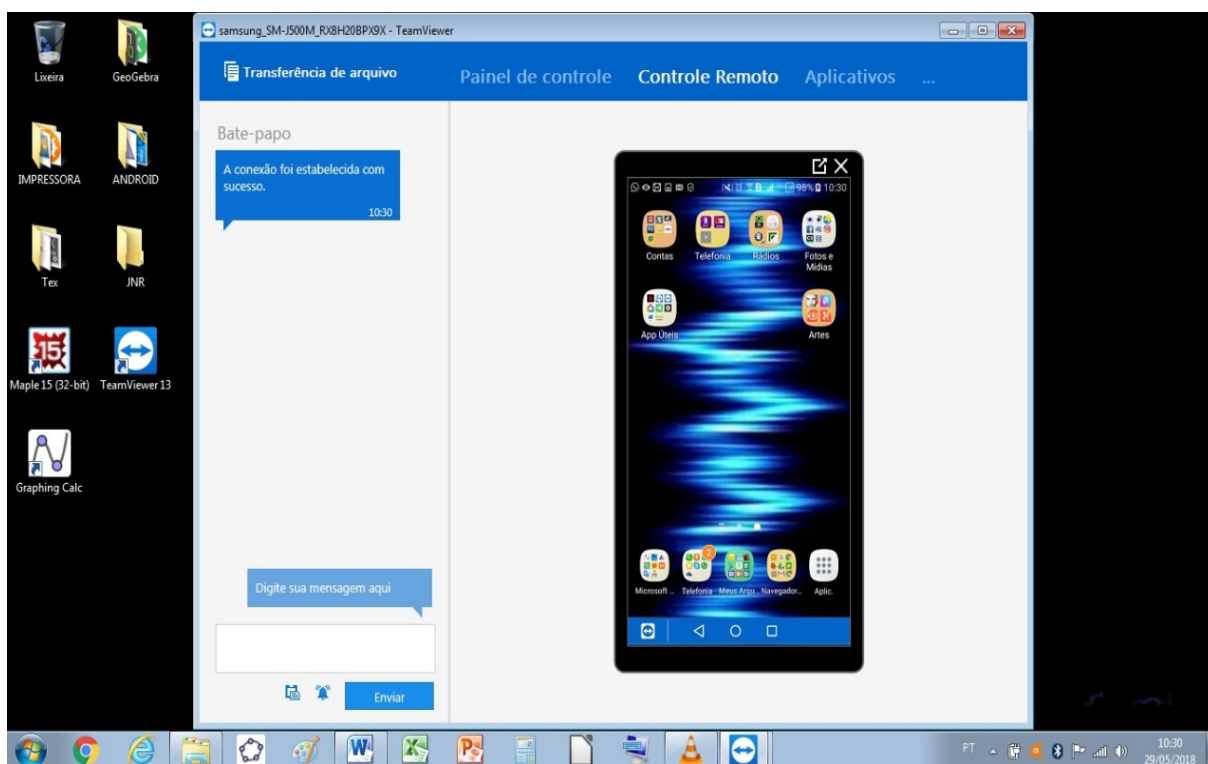 samsung_SM-J500M_RX8H20BPX9X - TeamViewer
Transferência de arquivo
Painel de controle
Controle Remoto
Aplicativos
...
Lixeira
GeoGebra
IMPRESSORA
ANDROID
Tex
JNR
15
Maple 15 (32-bit)
TeamViewer 13
Graphing Calc
Bate-papo
A conexão foi estabelecida com
sucesso.
10:30
Digite sua mensagem aqui
Enviar
98% 10:30
Contas
Telefonia
Rádios
Fotos e
Mídias
App Úteis
Artes
2
Microsoft ...
Telefonia
Meus Arqu..
Navegador..
Aplic.
PT
10:30
29/05/2018